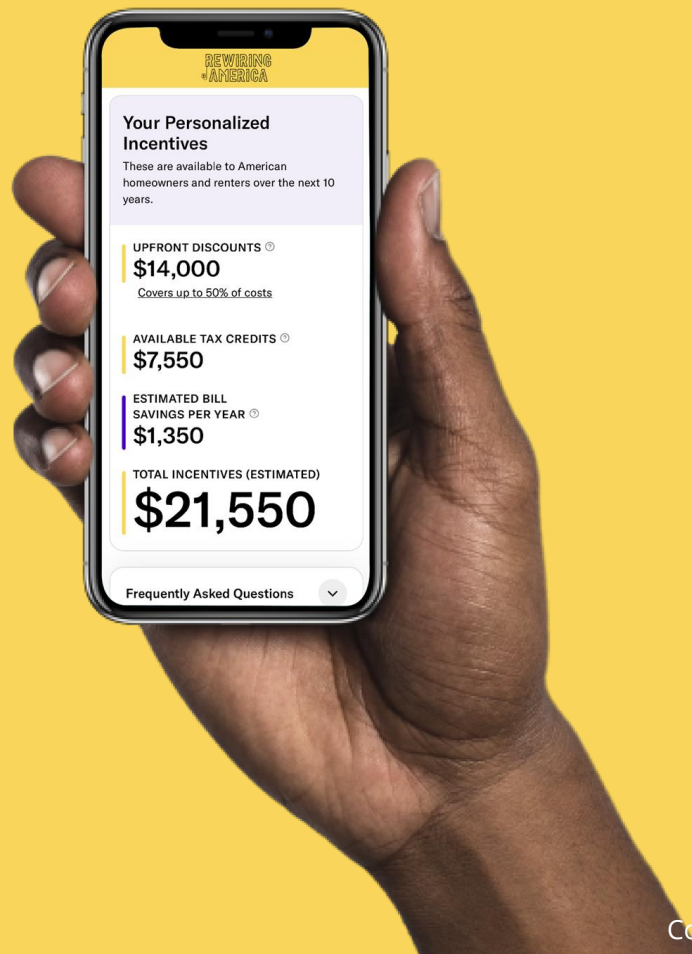 REWIRING
AMERICA
Your Personalized
Incentives
These are available to American
homeowners and renters over the next 10
years.
UPFRONT DISCOUNTS
$14,000
Covers up to 50% of costs
AVAILABLE TAX CREDITS
$7,550
ESTIMATED BILL
SAVINGS PER YEAR
$1,350
TOTAL INCENTIVES (ESTIMATED)
$21,550
Frequently Asked Questions